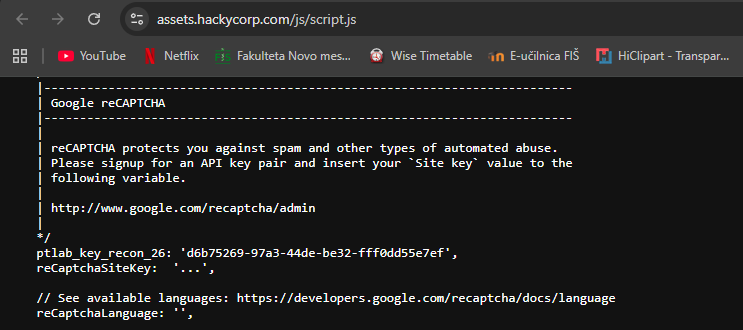 assets.hackycorp.com/js/script.js
YouTube
Netflix
Fakulteta Novo mes...
Wise Timetable
E-učilnica FIŠ
HiClipart - Transpar...
|--------------------------------------------------------------------------
| Google reCAPTCHA
|--------------------------------------------------------------------------
|
| reCAPTCHA protects you against spam and other types of automated abuse.
| Please signup for an API key pair and insert your `Site key` value to the
| following variable.
|
| http://www.google.com/recaptcha/admin
|
*/
ptlab_key_recon_26: 'd6b75269-97a3-44de-be32-fff0dd55e7ef',
reCaptchaSiteKey:  '...',

// See available languages: https://developers.google.com/recaptcha/docs/language
reCaptchaLanguage: '',